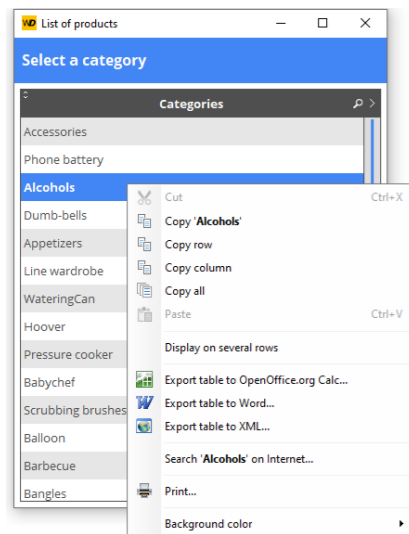 WD List of products
Select a category
Categories
Accessories
Phone battery
Alcohols
Cut Ctrl+X
Dumb-bells
Copy 'Alcohols'
Appetizers
Copy row
Line wardrobe
Copy column
WateringCan
Copy all
Hoover
Paste Ctrl+V
Pressure cooker
Display on several rows
Babychef
Export table to OpenOffice.org Calc...
Scrubbing brushes
Export table to Word...
Balloon
Export table to XML...
Barbecue
Search 'Alcohols' on Internet...
Bangles
Print...
Background color